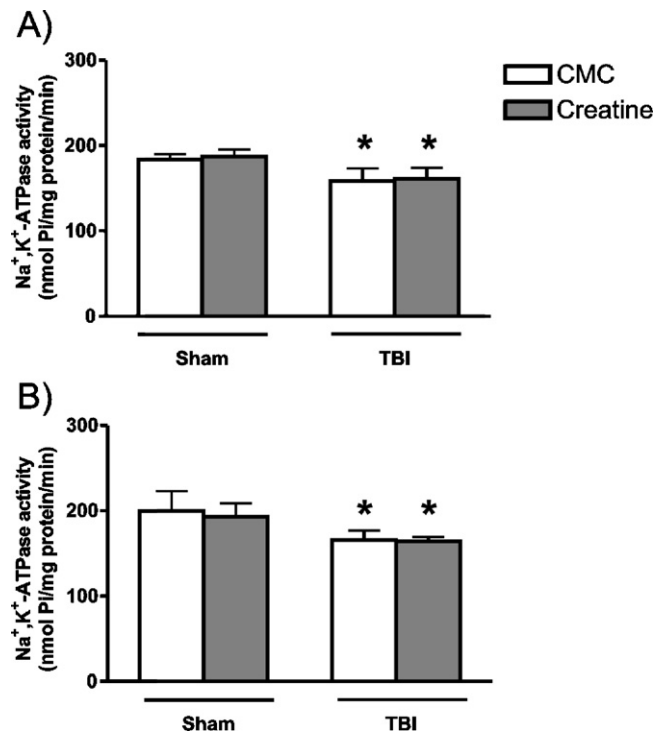 A)
300
200
100
0
Na⁺,K⁺-ATPase activity
(nmol Pi/mg protein/min)
* *
Sham TBI
CMC
Creatine
B)
300
200
100
0
Na⁺,K⁺-ATPase activity
(nmol Pi/mg protein/min)
* *
Sham TBI